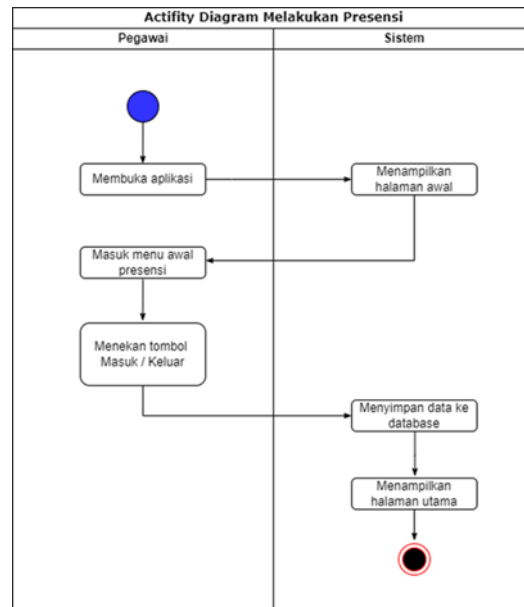 Actifity Diagram Melakukan Presensi
Pegawai
Sistem
Membuka aplikasi
Menampilkan
halaman awal
Masuk menu awal
presensi
Menekan tombol
Masuk / Keluar
Menyimpan data ke
database
Menampilkan
halaman utama